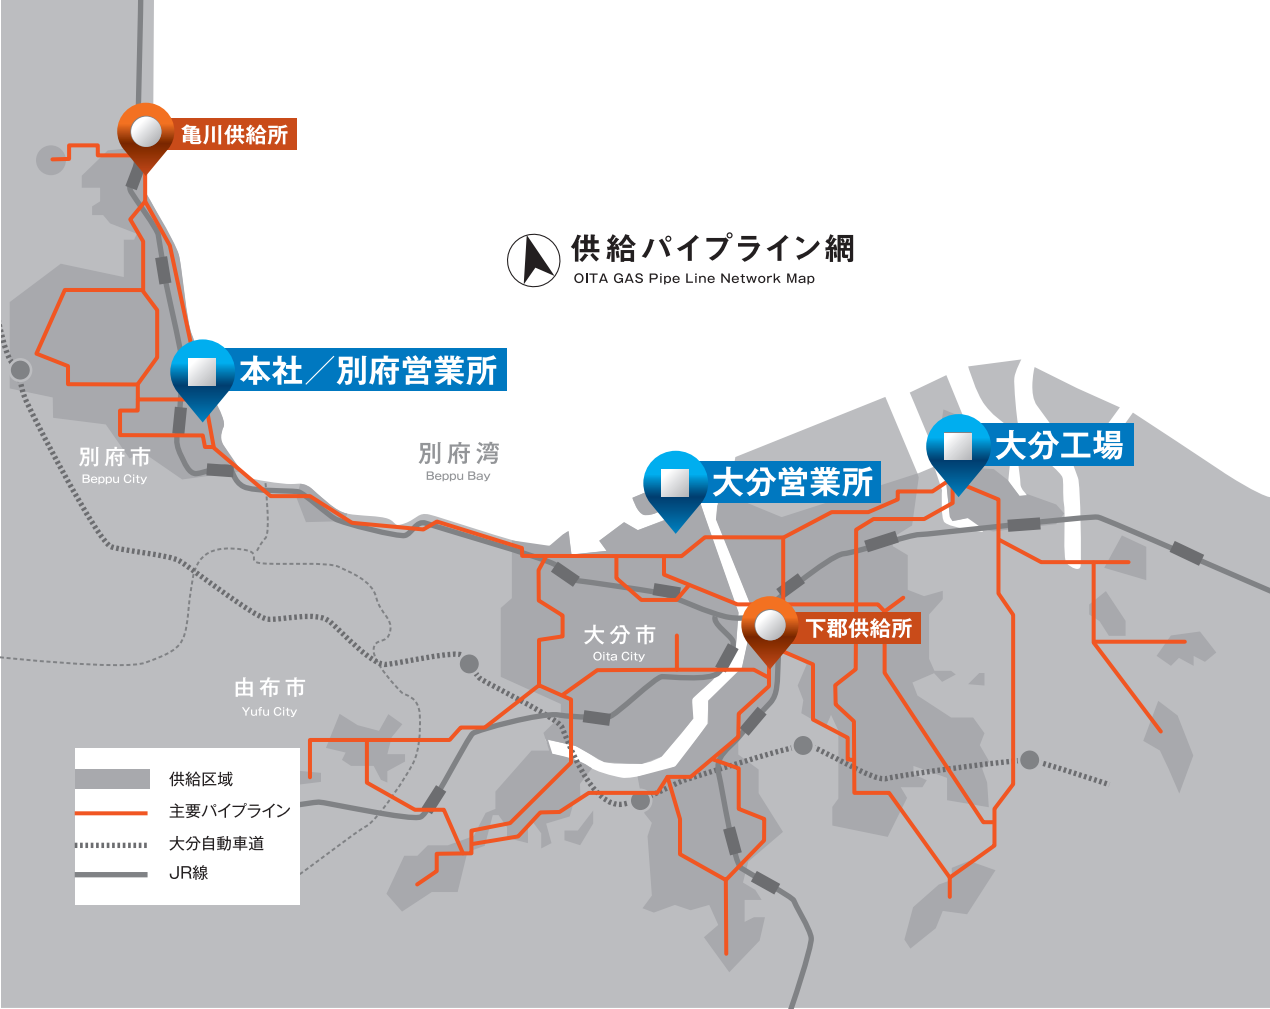 亀川供給所
供給パイプライン網
OITA GAS Pipe Line Network Map
本社／別府営業所
別府市
Beppu City
別府湾
Beppu Bay
大分工場
大分営業所
大分市
Oita City
下郡供給所
由布市
Yufu City
供給区域
主要パイプライン
大分自動車道
JR線